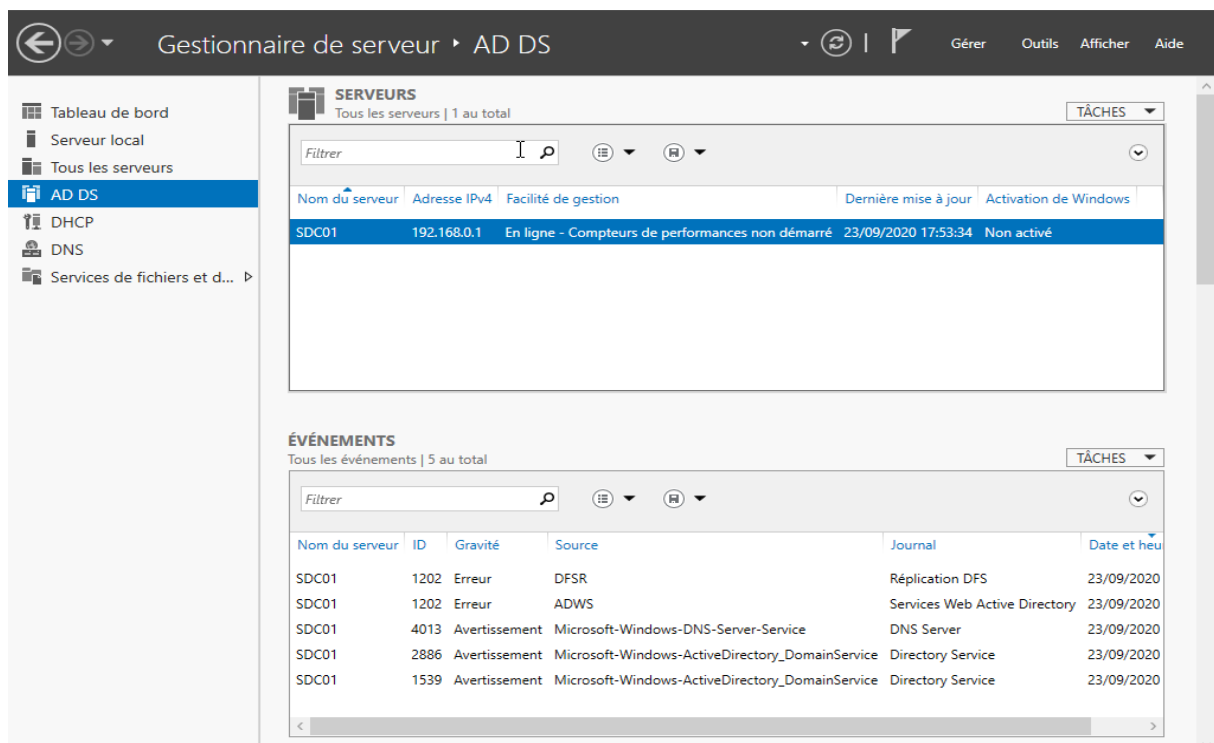 Gestionnaire de serveur ‣ AD DS
Gérer Outils Afficher Aide
Tableau de bord
Serveur local
Tous les serveurs
AD DS
DHCP
DNS
Services de fichiers et d...
SERVEURS
Tous les serveurs | 1 au total
TÂCHES
Filtrer
Nom du serveur Adresse IPv4 Facilité de gestion Dernière mise à jour Activation de Windows
SDC01 192.168.0.1 En ligne - Compteurs de performances non démarré 23/09/2020 17:53:34 Non activé
ÉVÉNEMENTS
Tous les événements | 5 au total
TÂCHES
Filtrer
Nom du serveur ID Gravité Source Journal Date et heu
SDC01 1202 Erreur DFSR Réplication DFS 23/09/2020
SDC01 1202 Erreur ADWS Services Web Active Directory 23/09/2020
SDC01 4013 Avertissement Microsoft-Windows-DNS-Server-Service DNS Server 23/09/2020
SDC01 2886 Avertissement Microsoft-Windows-ActiveDirectory_DomainService Directory Service 23/09/2020
SDC01 1539 Avertissement Microsoft-Windows-ActiveDirectory_DomainService Directory Service 23/09/2020